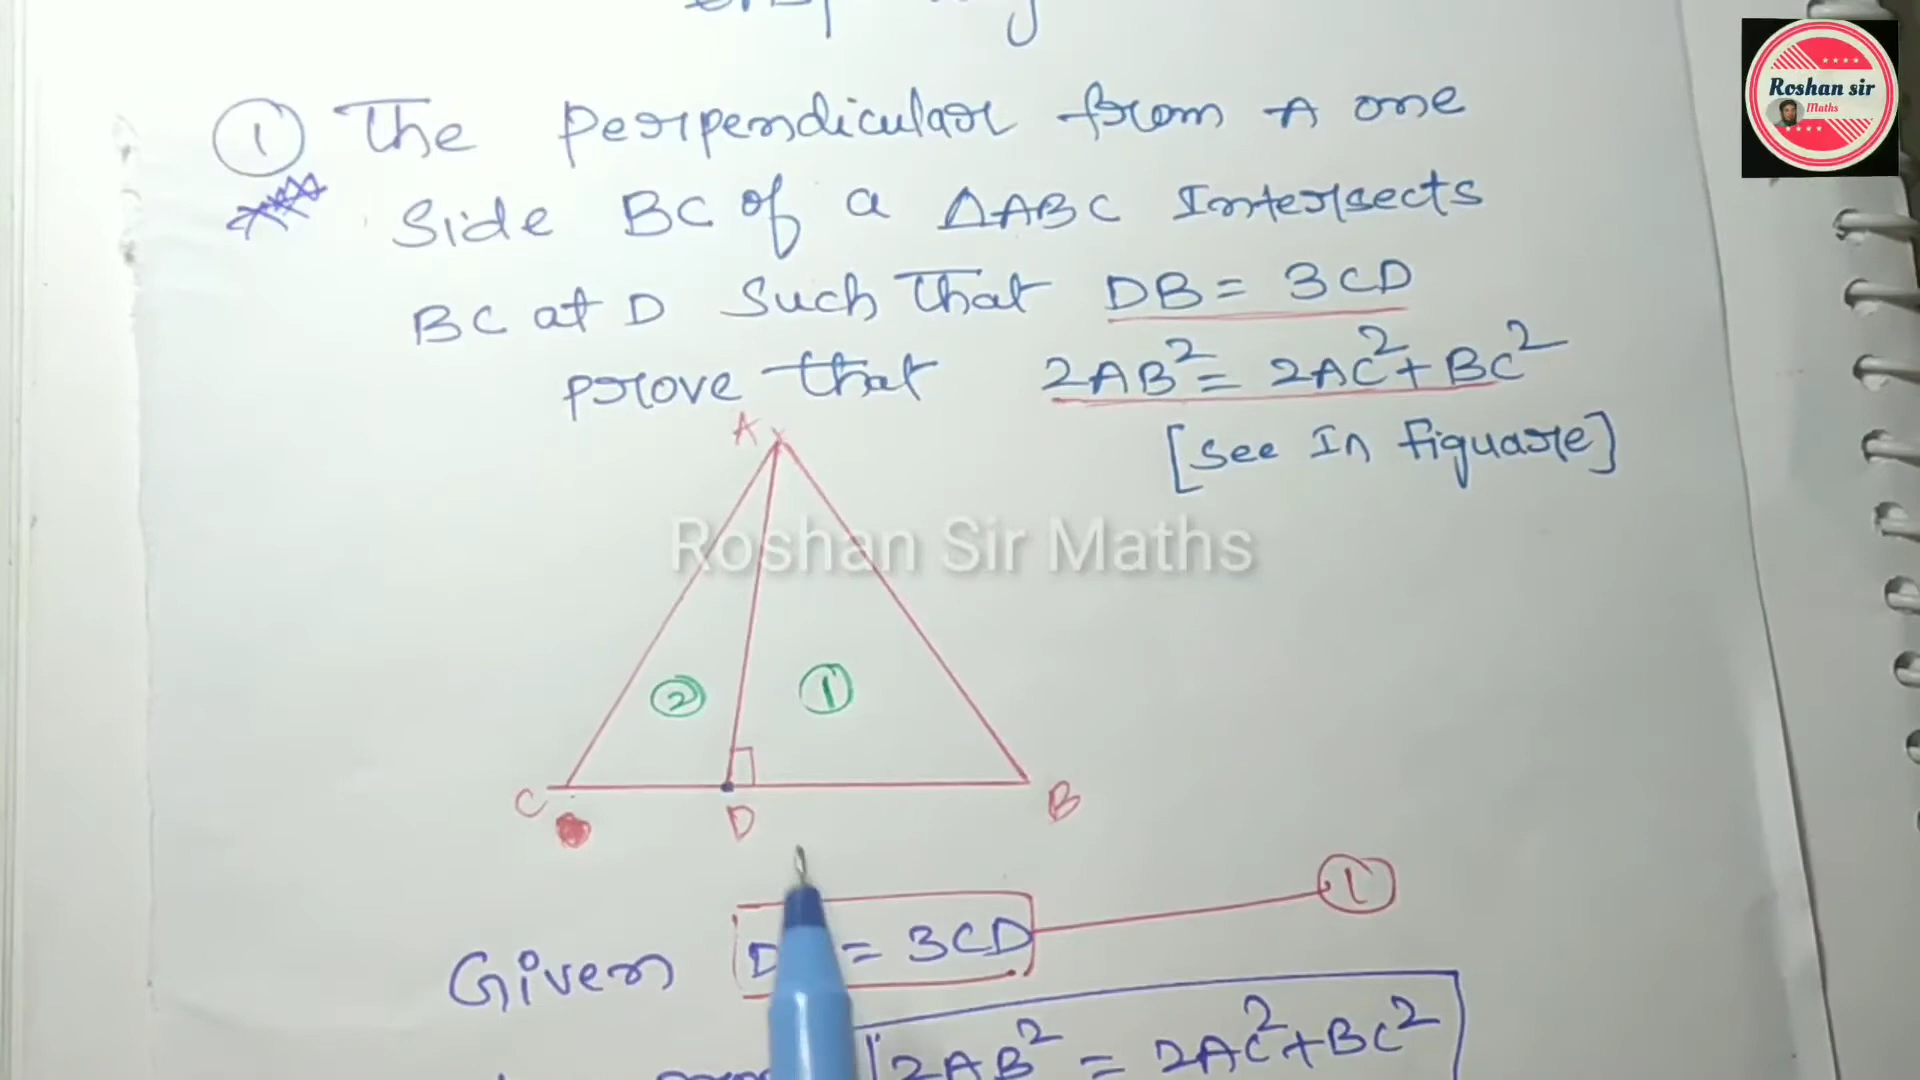 ① The perpendicular from A one
Side BC of a △ABC Intersects
BC at D Such that DB = 3CD
prove that 2AB² = 2AC² + BC²
[See In figuare]
A
② ①
C D B
①
Given D = 3CD
2AB² = 2AC² + BC²
Roshan Sir Maths
Roshan sir
Maths